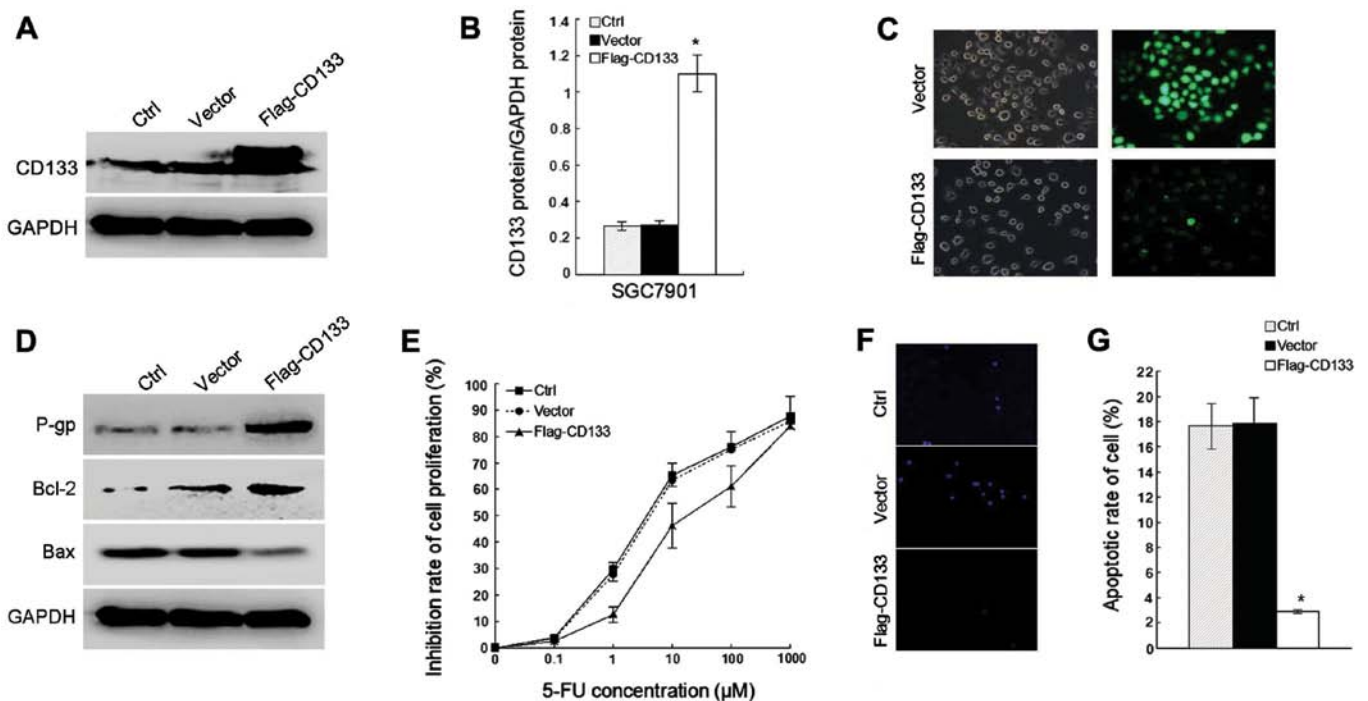 A
Ctrl
Vector
Flag-CD133
CD133
GAPDH
B
CD133 protein/GAPDH protein
1.4
1.2
1
0.8
0.6
0.4
0.2
0
Ctrl
Vector
Flag-CD133
*
SGC7901
C
Vector
Flag-CD133
D
Ctrl
Vector
Flag-CD133
P-gp
Bcl-2
Bax
GAPDH
E
Inhibition rate of cell proliferation (%)
100
90
80
70
60
50
40
30
20
10
0
Ctrl
Vector
Flag-CD133
0 0.1 1 10 100 1000
5-FU concentration (µM)
F
Ctrl
Vector
Flag-CD133
G
Ctrl
Vector
Flag-CD133
Apoptotic rate of cell (%)
22
20
18
16
14
12
10
8
6
4
2
0
*